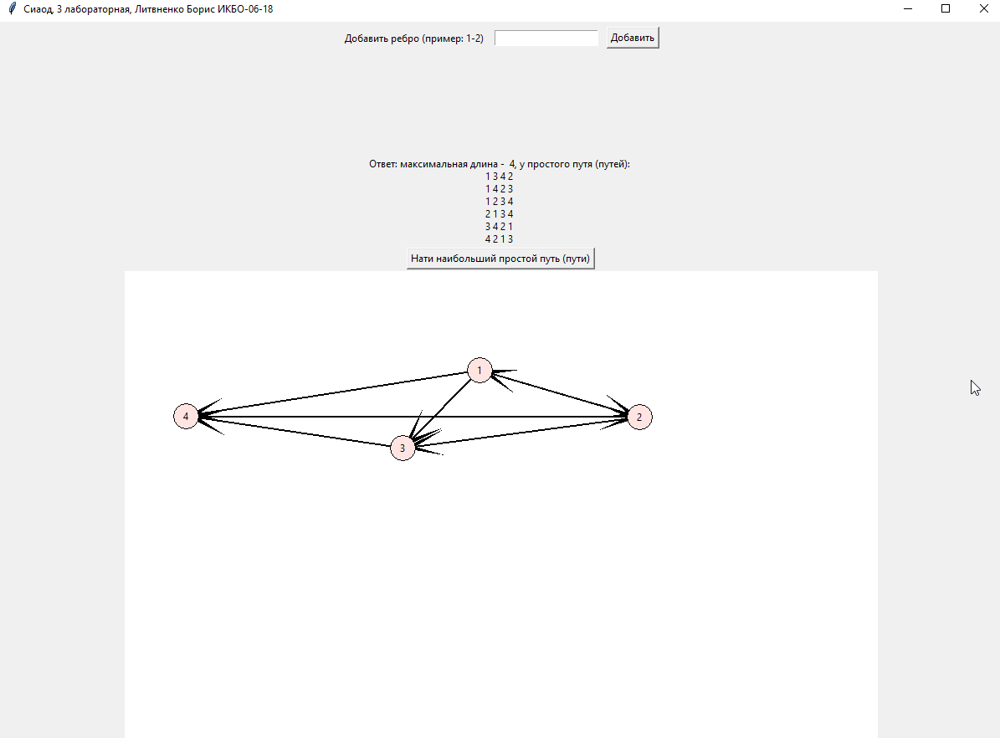 Сиаод, 3 лабораторная, Литвненко Борис ИКБО-06-18
Добавить ребро (пример: 1-2) Добавить
Ответ: максимальная длина - 4, у простого путя (путей):
1 3 4 2
1 4 2 3
1 2 3 4
2 1 3 4
3 4 2 1
4 2 1 3
Нати наибольший простой путь (пути)
1
4
2
3